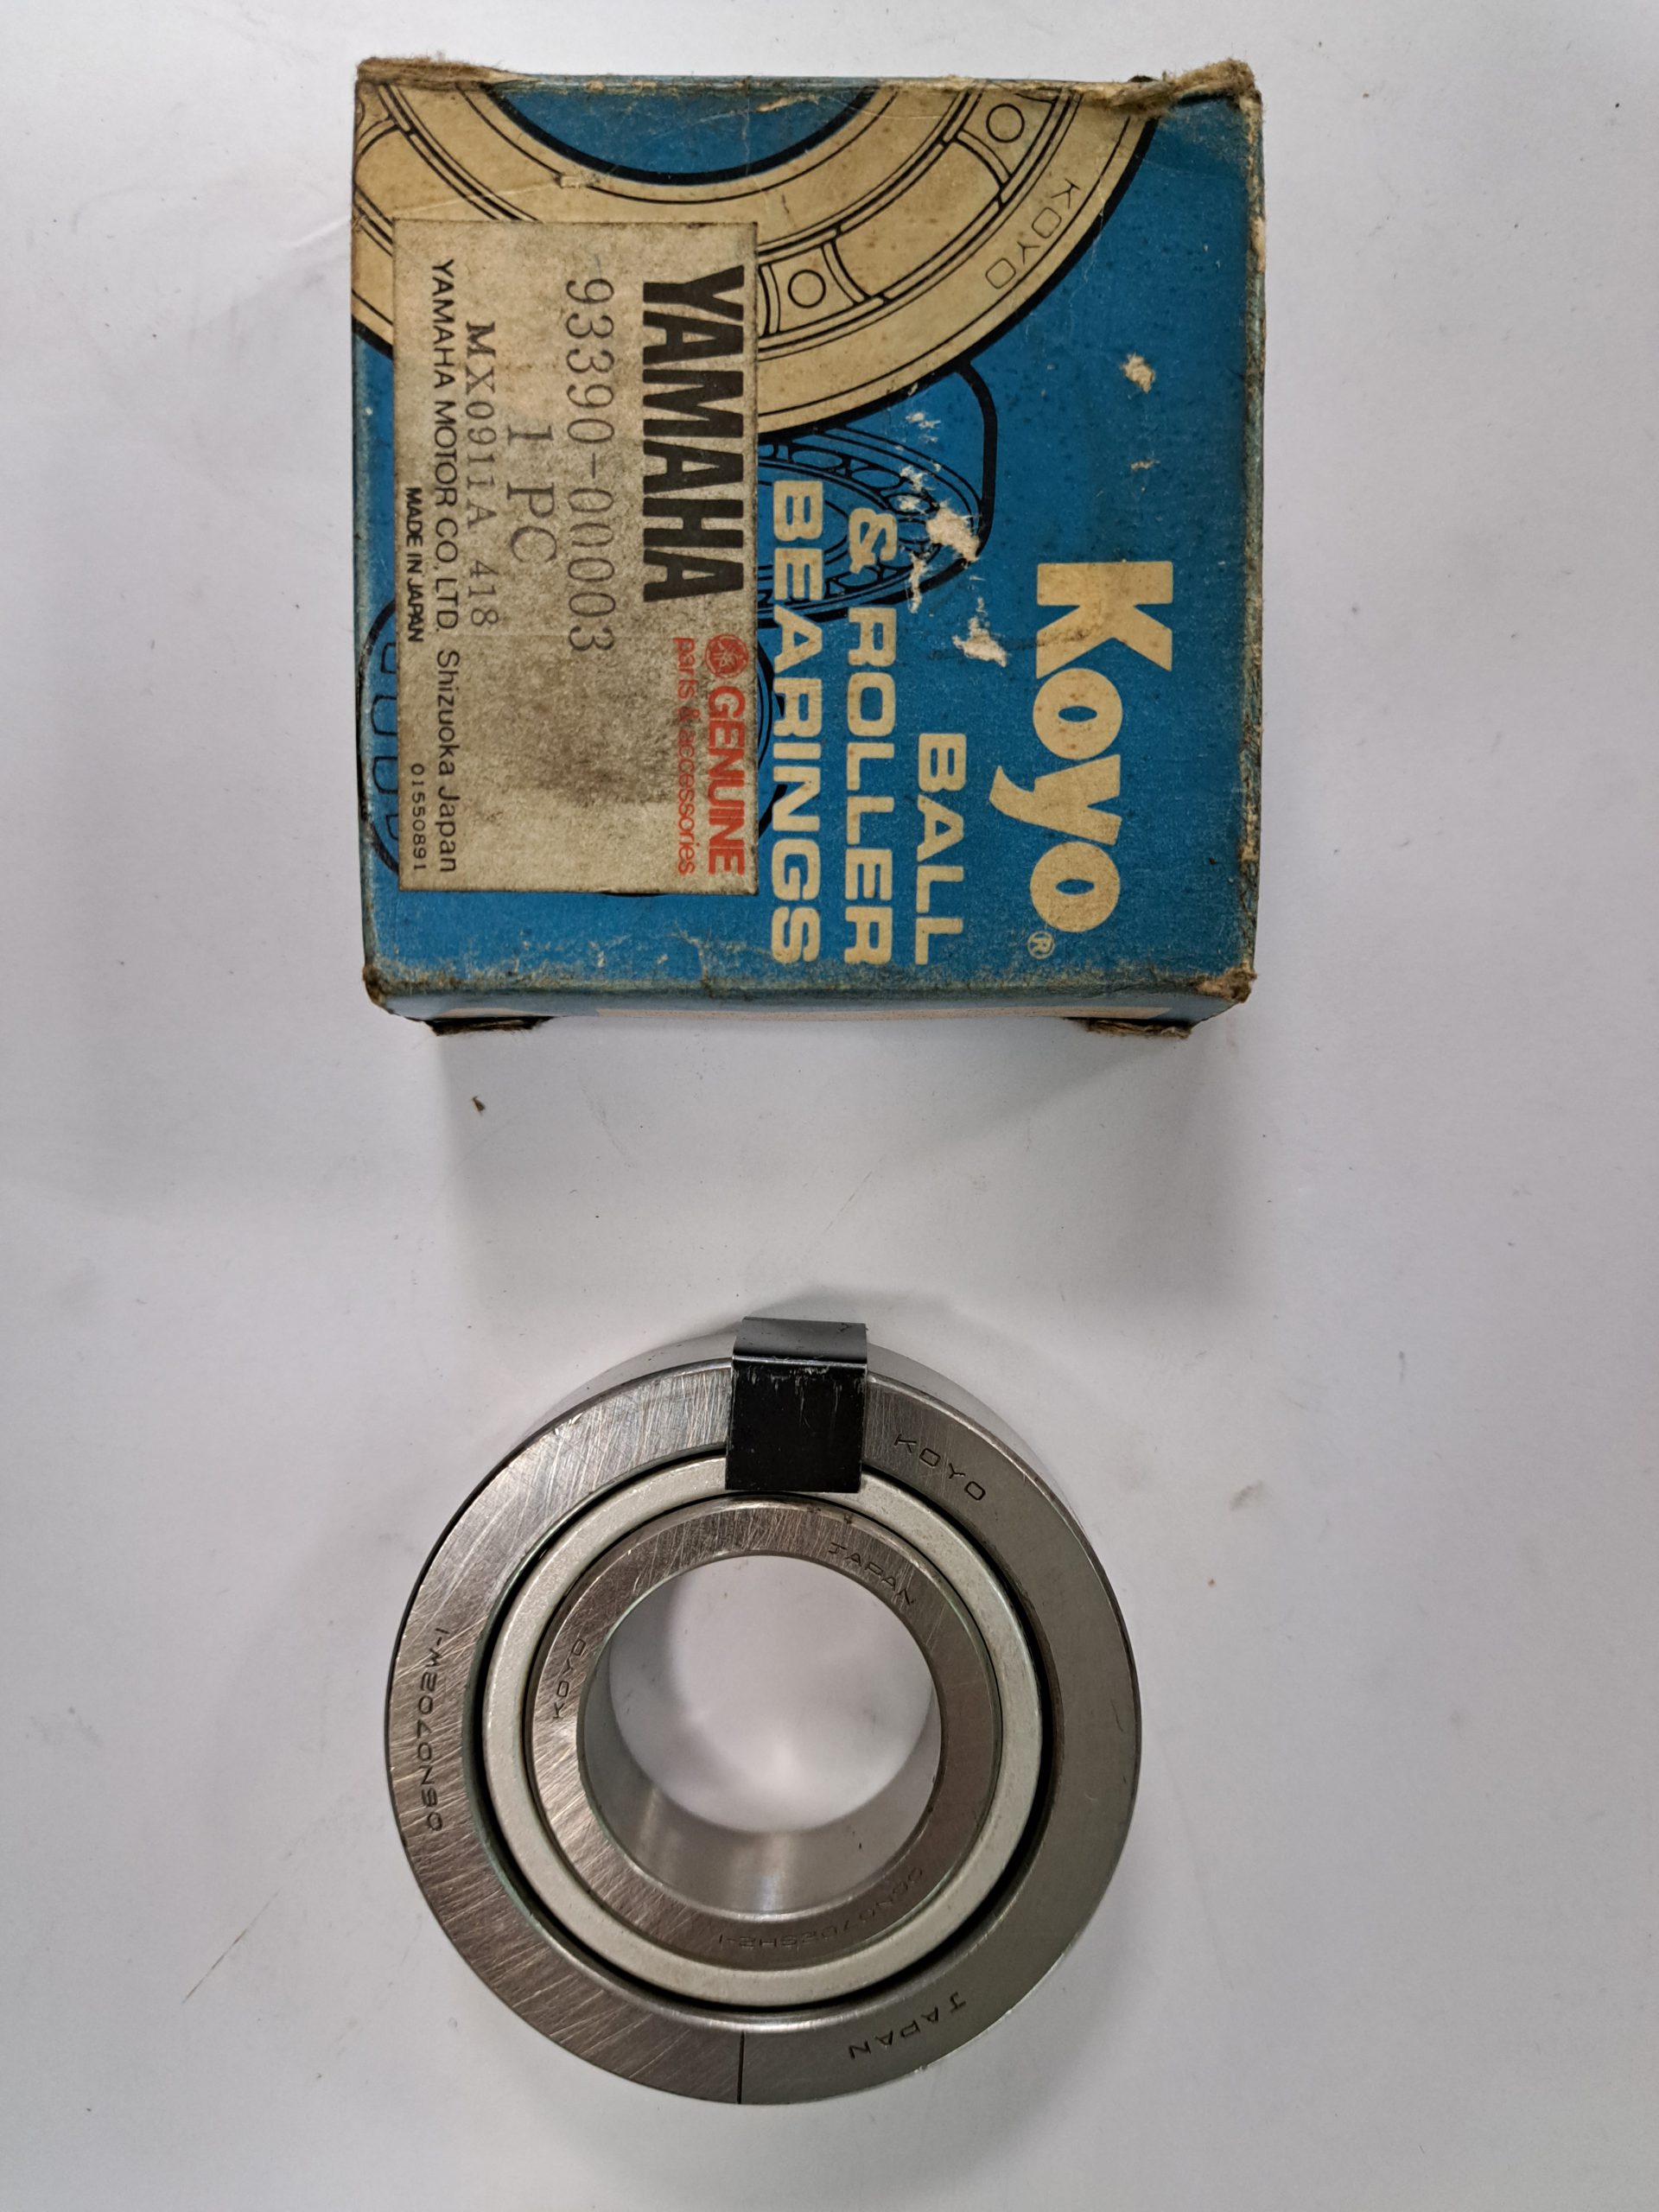 Koyo®
BALL
& ROLLER
BEARINGS
KOYO
YAMAHA
GENUINE
parts & accessories
93390-00003
1 PC
MX0911A 418
YAMAHA MOTOR CO., LTD. Shizuoka Japan
MADE IN JAPAN
01550891
KOYO
JAPAN
KOYO
JAPAN